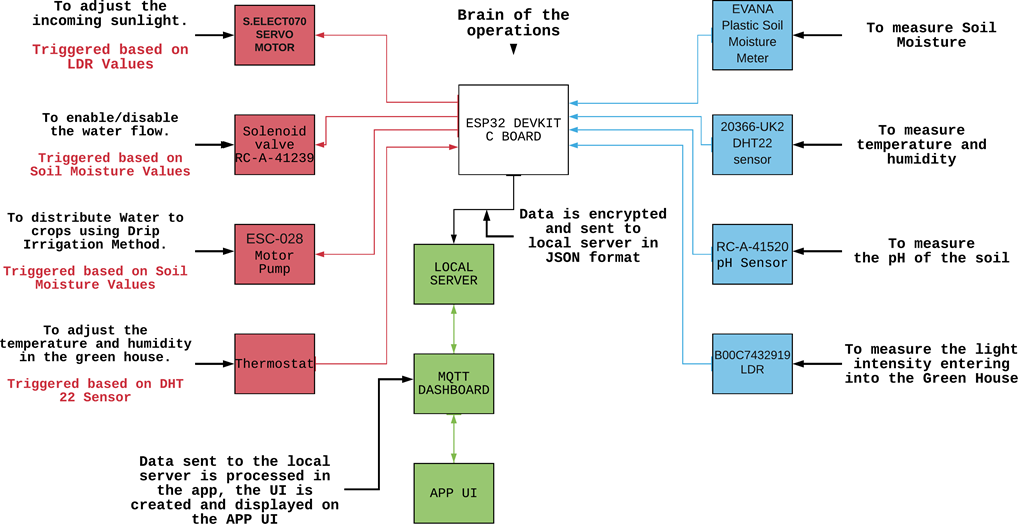 To adjust the
incoming sunlight.
Triggered based on
LDR Values
S.ELECT070
SERVO
MOTOR
To enable/disable
the water flow.
Triggered based on
Soil Moisture Values
Solenoid
valve
RC-A-41239
To distribute Water to
crops using Drip
Irrigation Method.
Triggered based on Soil
Moisture Values
ESC-028
Motor
Pump
To adjust the
temperature and humidity
in the green house.
Triggered based on DHT
22 Sensor
Thermostat
Brain of the
operations
ESP32 DEVKIT
C BOARD
Data is encrypted
and sent to
local server in
JSON format
LOCAL
SERVER
MQTT
DASHBOARD
APP UI
Data sent to the local
server is processed in
the app, the UI is
created and displayed on
the APP UI
EVANA
Plastic Soil
Moisture
Meter
To measure Soil
Moisture
20366-UK2
DHT22
sensor
To measure
temperature and
humidity
RC-A-41520
pH Sensor
To measure
the pH of the soil
B00C7432919
LDR
To measure the light
intensity entering
into the Green House